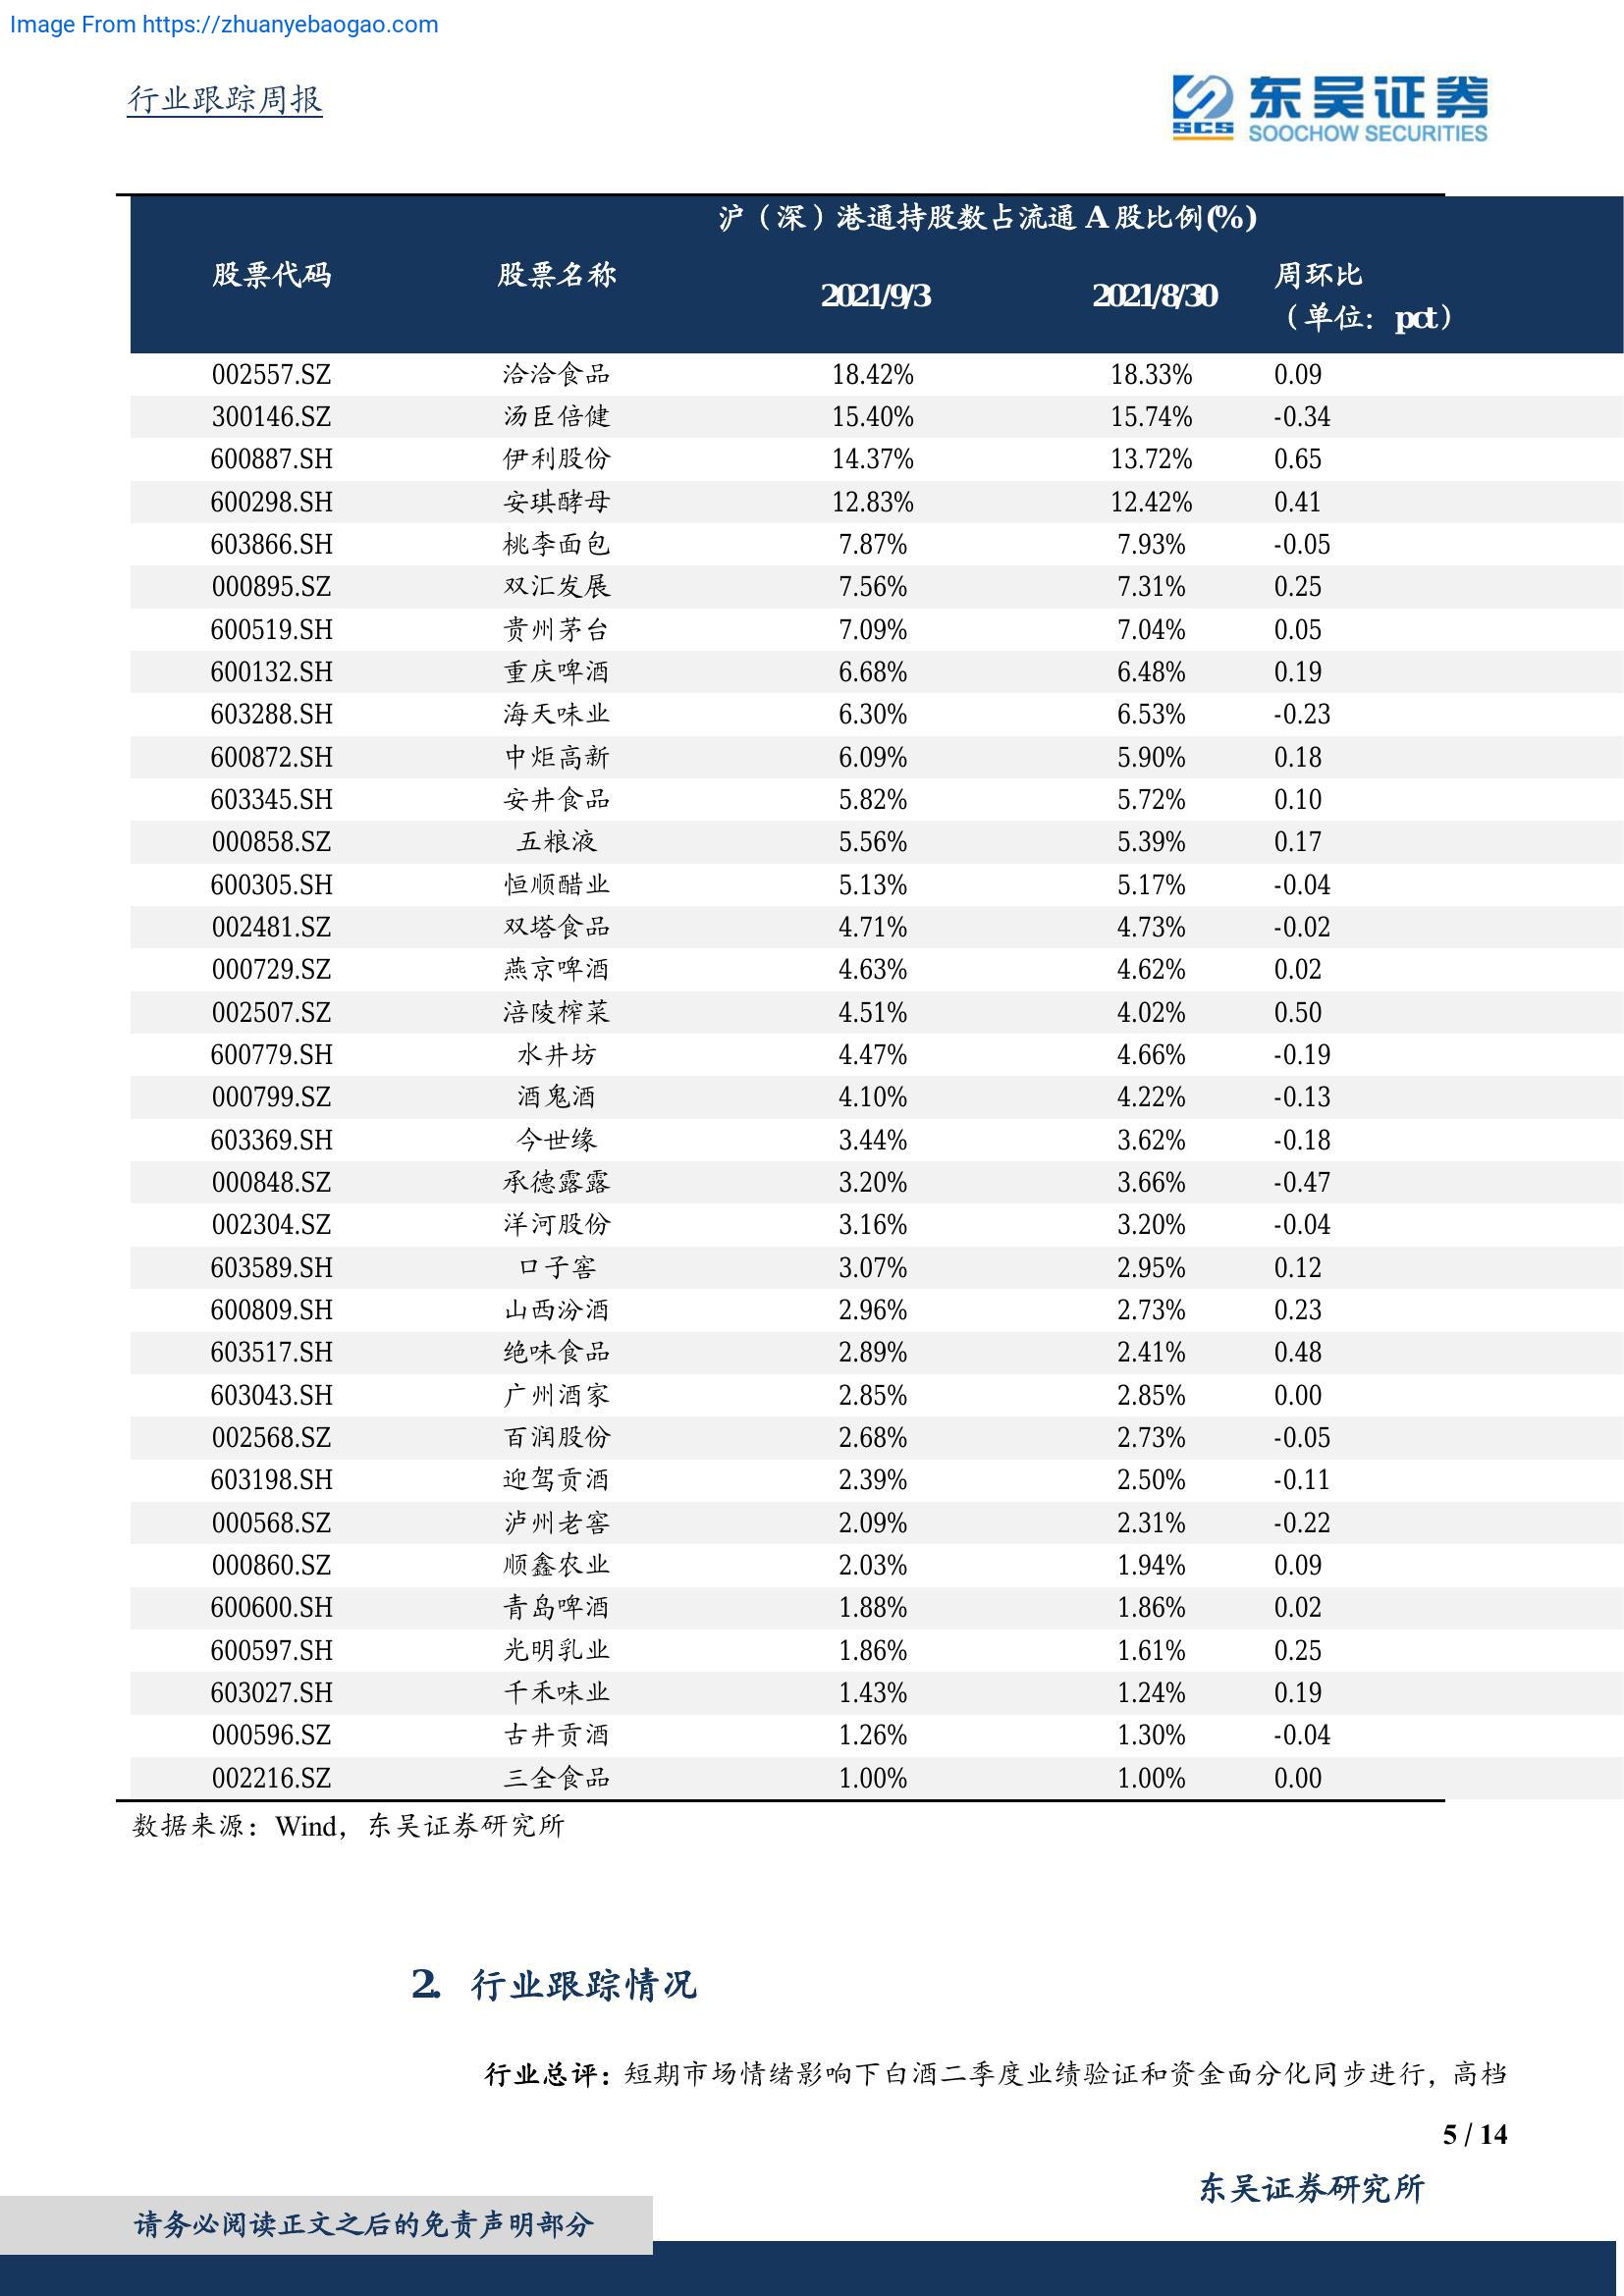 Image From https://zhuanyebaogao.com
行业跟踪周报
东吴证券
SCS
SOOCHOW SECURITIES
沪（深）港通持股数占流通 A 股比例(%)
股票代码 股票名称 2021/9/3 2021/8/30 周环比
（单位：pct）
002557.SZ 洽洽食品 18.42% 18.33% 0.09
300146.SZ 汤臣倍健 15.40% 15.74% -0.34
600887.SH 伊利股份 14.37% 13.72% 0.65
600298.SH 安琪酵母 12.83% 12.42% 0.41
603866.SH 桃李面包 7.87% 7.93% -0.05
000895.SZ 双汇发展 7.56% 7.31% 0.25
600519.SH 贵州茅台 7.09% 7.04% 0.05
600132.SH 重庆啤酒 6.68% 6.48% 0.19
603288.SH 海天味业 6.30% 6.53% -0.23
600872.SH 中炬高新 6.09% 5.90% 0.18
603345.SH 安井食品 5.82% 5.72% 0.10
000858.SZ 五粮液 5.56% 5.39% 0.17
600305.SH 恒顺醋业 5.13% 5.17% -0.04
002481.SZ 双塔食品 4.71% 4.73% -0.02
000729.SZ 燕京啤酒 4.63% 4.62% 0.02
002507.SZ 涪陵榨菜 4.51% 4.02% 0.50
600779.SH 水井坊 4.47% 4.66% -0.19
000799.SZ 酒鬼酒 4.10% 4.22% -0.13
603369.SH 今世缘 3.44% 3.62% -0.18
000848.SZ 承德露露 3.20% 3.66% -0.47
002304.SZ 洋河股份 3.16% 3.20% -0.04
603589.SH 口子窖 3.07% 2.95% 0.12
600809.SH 山西汾酒 2.96% 2.73% 0.23
603517.SH 绝味食品 2.89% 2.41% 0.48
603043.SH 广州酒家 2.85% 2.85% 0.00
002568.SZ 百润股份 2.68% 2.73% -0.05
603198.SH 迎驾贡酒 2.39% 2.50% -0.11
000568.SZ 泸州老窖 2.09% 2.31% -0.22
000860.SZ 顺鑫农业 2.03% 1.94% 0.09
600600.SH 青岛啤酒 1.88% 1.86% 0.02
600597.SH 光明乳业 1.86% 1.61% 0.25
603027.SH 千禾味业 1.43% 1.24% 0.19
000596.SZ 古井贡酒 1.26% 1.30% -0.04
002216.SZ 三全食品 1.00% 1.00% 0.00
数据来源：Wind，东吴证券研究所
2. 行业跟踪情况
行业总评：短期市场情绪影响下白酒二季度业绩验证和资金面分化同步进行，高档
5 / 14
东吴证券研究所
请务必阅读正文之后的免责声明部分